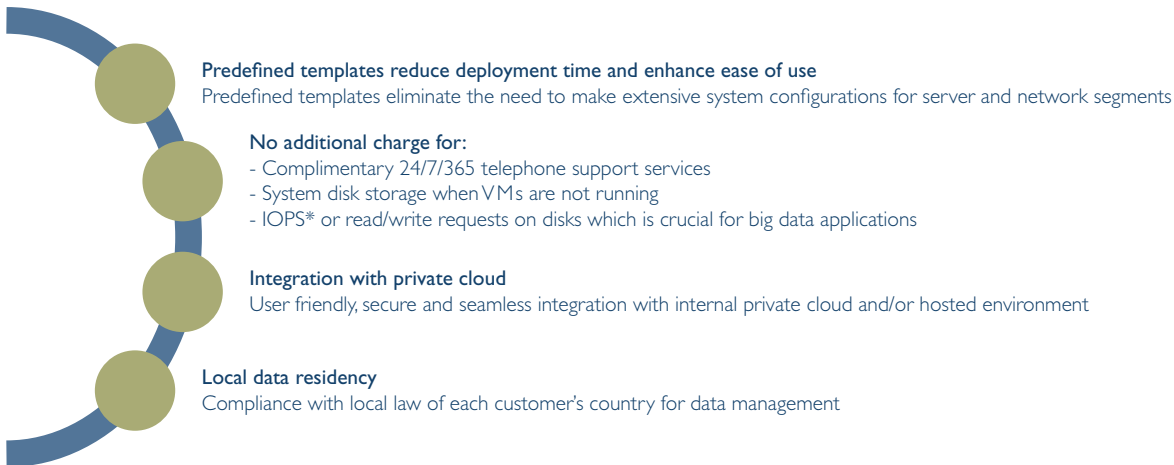 Predefined templates reduce deployment time and enhance ease of use
Predefined templates eliminate the need to make extensive system configurations for server and network segments
No additional charge for:
- Complimentary 24/7/365 telephone support services
- System disk storage when VMs are not running
- IOPS* or read/write requests on disks which is crucial for big data applications
Integration with private cloud
User friendly, secure and seamless integration with internal private cloud and/or hosted environment
Local data residency
Compliance with local law of each customer's country for data management